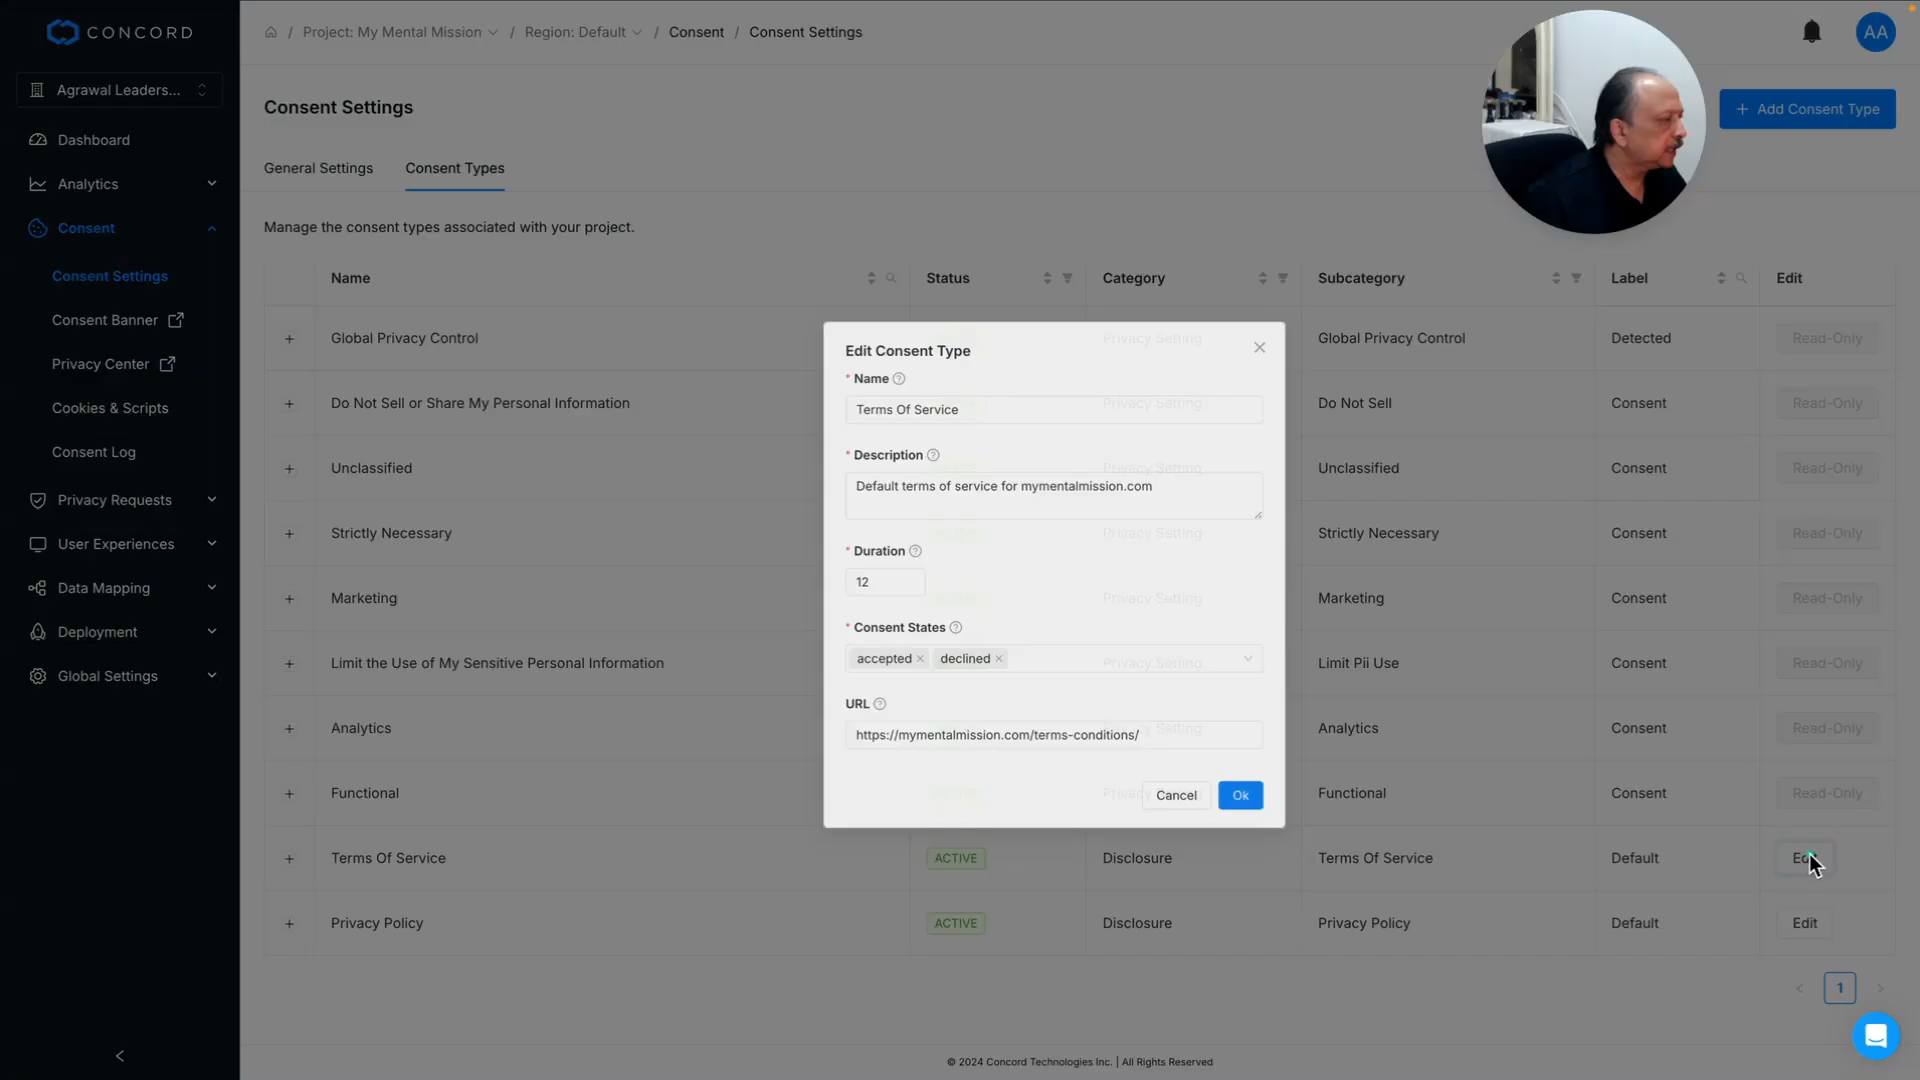 CONCORD
Project: My Mental Mission / Region: Default / Consent / Consent Settings
AA
Agrawal Leaders...
Dashboard
Analytics
Consent
Consent Settings
Consent Banner
Privacy Center
Cookies & Scripts
Consent Log
Privacy Requests
User Experiences
Data Mapping
Deployment
Global Settings
Consent Settings
+ Add Consent Type
General Settings
Consent Types
Manage the consent types associated with your project.
Name Status Category Subcategory Label Edit
Global Privacy Control Privacy Setting Global Privacy Control Detected Read-Only
Do Not Sell or Share My Personal Information Privacy Setting Do Not Sell Consent Read-Only
Unclassified Privacy Setting Unclassified Consent Read-Only
Strictly Necessary Privacy Setting Strictly Necessary Consent Read-Only
Marketing Privacy Setting Marketing Consent Read-Only
Limit the Use of My Sensitive Personal Information Privacy Setting Limit Pii Use Consent Read-Only
Analytics Privacy Setting Analytics Consent Read-Only
Functional Functional Consent Read-Only
Terms Of Service ACTIVE Disclosure Terms Of Service Default
Privacy Policy ACTIVE Disclosure Privacy Policy Default Edit
Edit Consent Type
* Name
Terms Of Service
* Description
Default terms of service for mymentalmission.com
* Duration
12
* Consent States
accepted declined
URL
https://mymentalmission.com/terms-conditions/
Cancel Ok
1
© 2024 Concord Technologies Inc. | All Rights Reserved